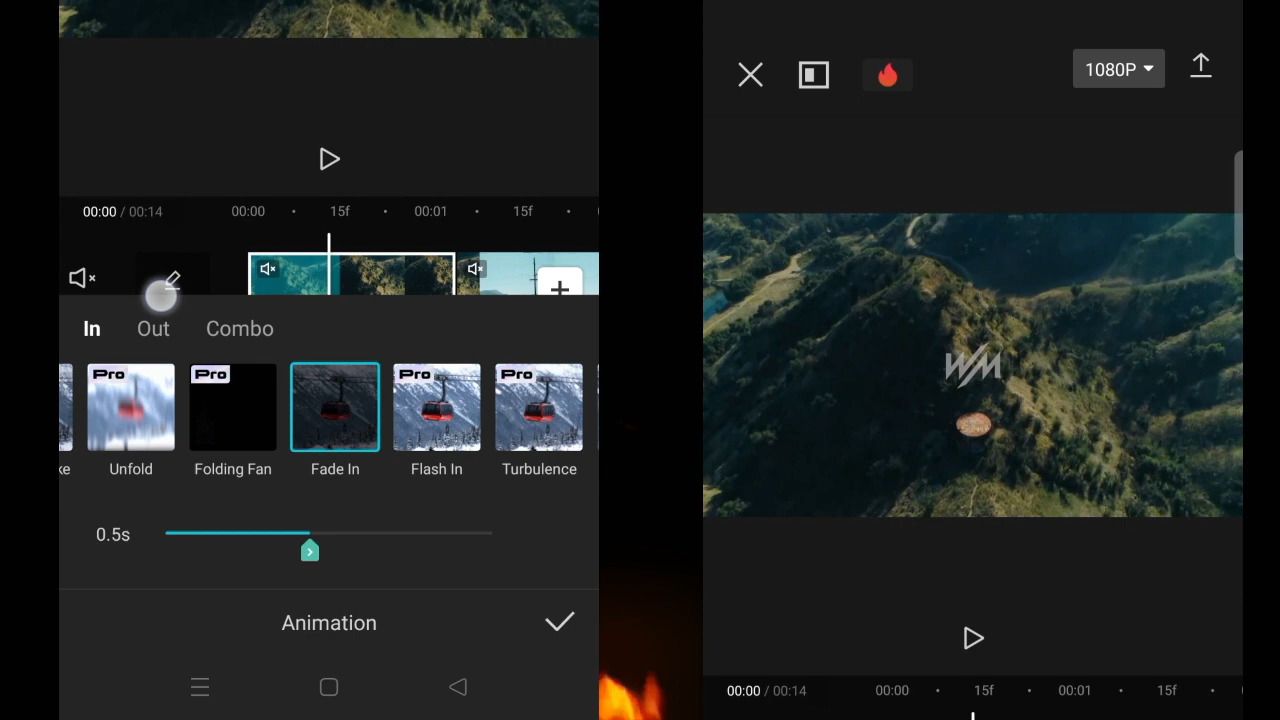 00:00 / 00:14
00:00
15f
00:01
15f
In
Out
Combo
ke
Pro
Unfold
Pro
Folding Fan
Fade In
Pro
Flash In
Pro
Turbulence
0.5s
Animation
1080P
WM
00:00 / 00:14
00:00
15f
00:01
15f